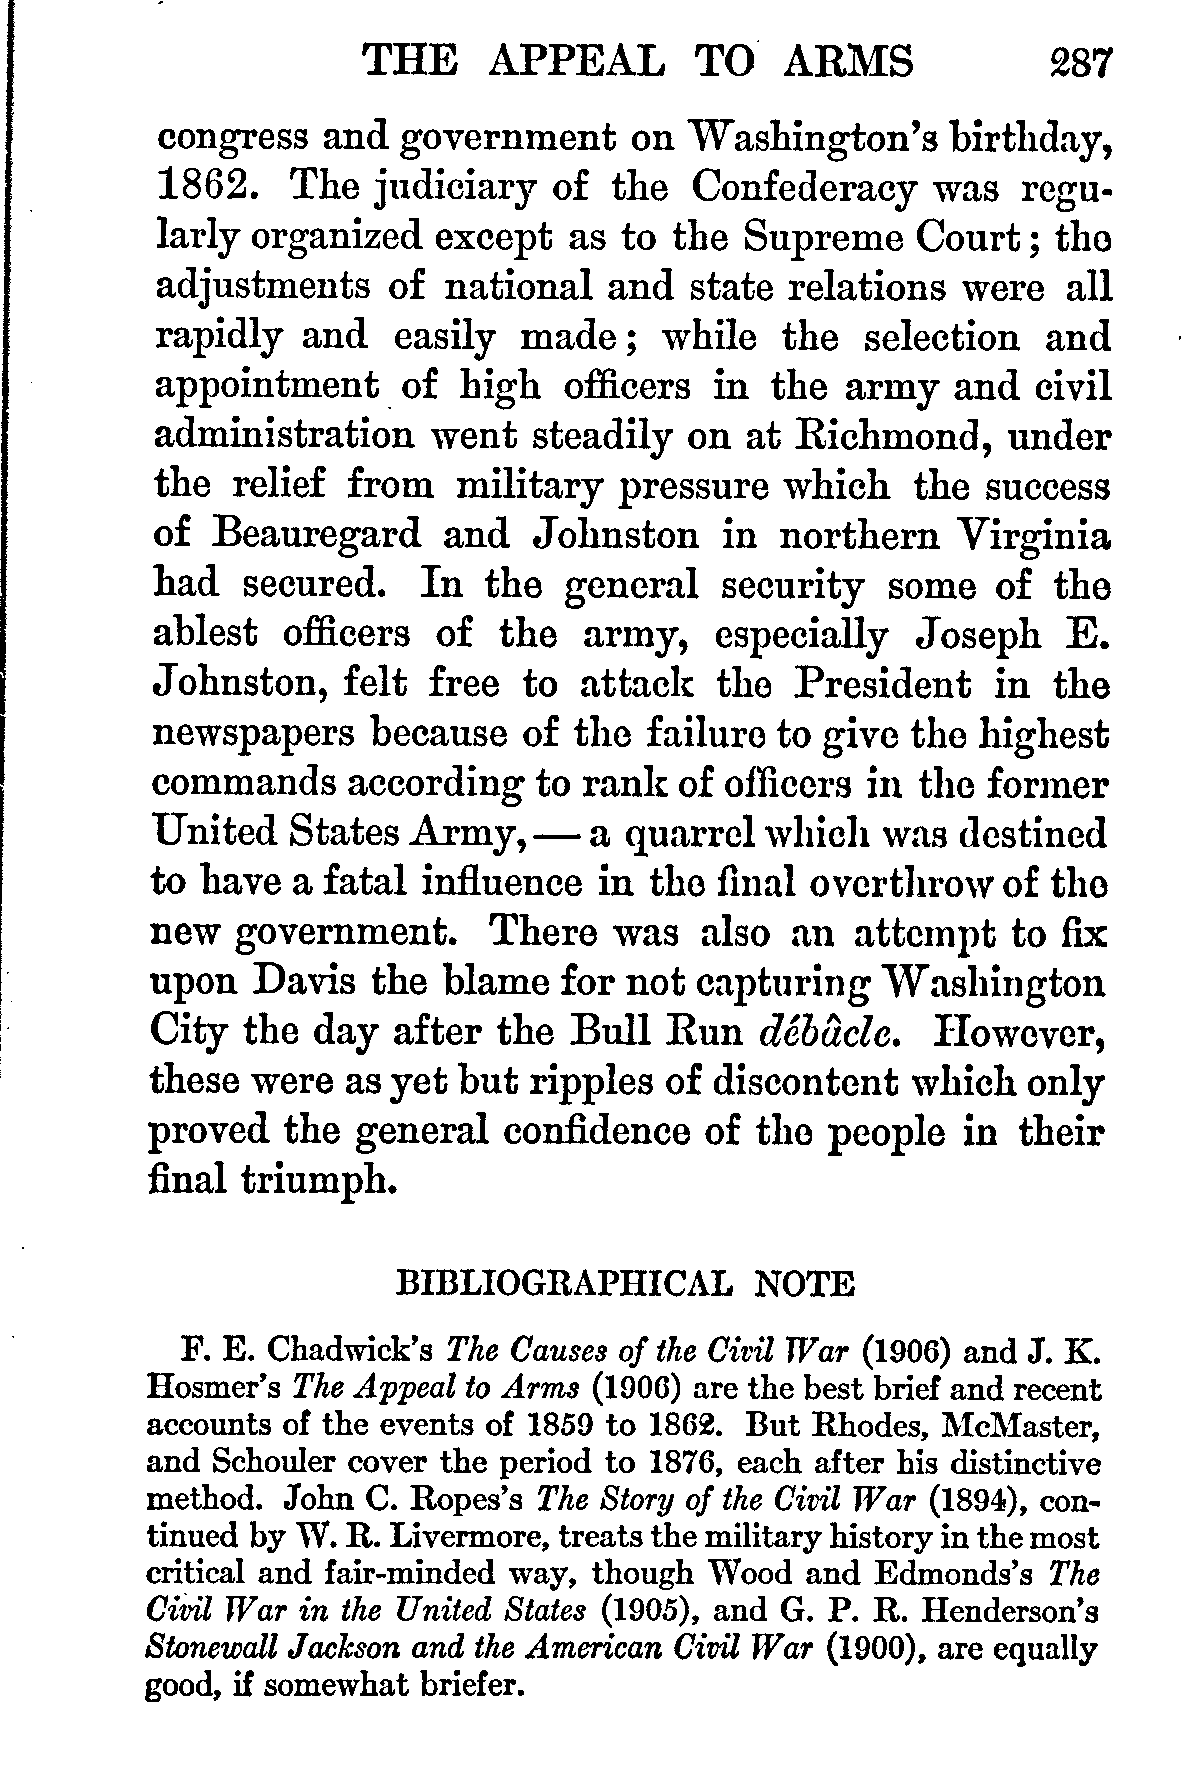 THE APPEAL TO ARMS 287
congress and government on Washington's birthday,
1862. The judiciary of the Confederacy was regu-
larly organized except as to the Supreme Court; the
adjustments of national and state relations were all
rapidly and easily made; while the selection and
appointment of high officers in the army and civil
administration went steadily on at Richmond, under
the relief from military pressure which the success
of Beauregard and Johnston in northern Virginia
had secured. In the general security some of the
ablest officers of the army, especially Joseph E.
Johnston, felt free to attack the President in the
newspapers because of the failure to give the highest
commands according to rank of officers in the former
United States Army,— a quarrel which was destined
to have a fatal influence in the final overthrow of the
new government. There was also an attempt to fix
upon Davis the blame for not capturing Washington
City the day after the Bull Run débâcle. However,
these were as yet but ripples of discontent which only
proved the general confidence of the people in their
final triumph.
BIBLIOGRAPHICAL NOTE
F. E. Chadwick's The Causes of the Civil War (1906) and J. K.
Hosmer's The Appeal to Arms (1906) are the best brief and recent
accounts of the events of 1859 to 1862. But Rhodes, McMaster,
and Schouler cover the period to 1876, each after his distinctive
method. John C. Ropes's The Story of the Civil War (1894), con-
tinued by W. R. Livermore, treats the military history in the most
critical and fair-minded way, though Wood and Edmonds's The
Civil War in the United States (1905), and G. P. R. Henderson's
Stonewall Jackson and the American Civil War (1900), are equally
good, if somewhat briefer.